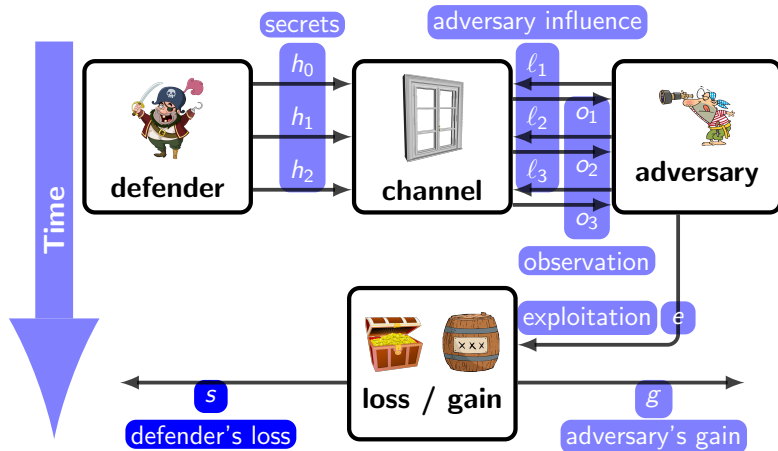 secrets
adversary influence
h₀
h₁
h₂
ℓ₁
o₁
ℓ₂
o₂
ℓ₃
o₃
defender
channel
adversary
Time
observation
exploitation
e
xxx
loss / gain
s
defender's loss
g
adversary's gain